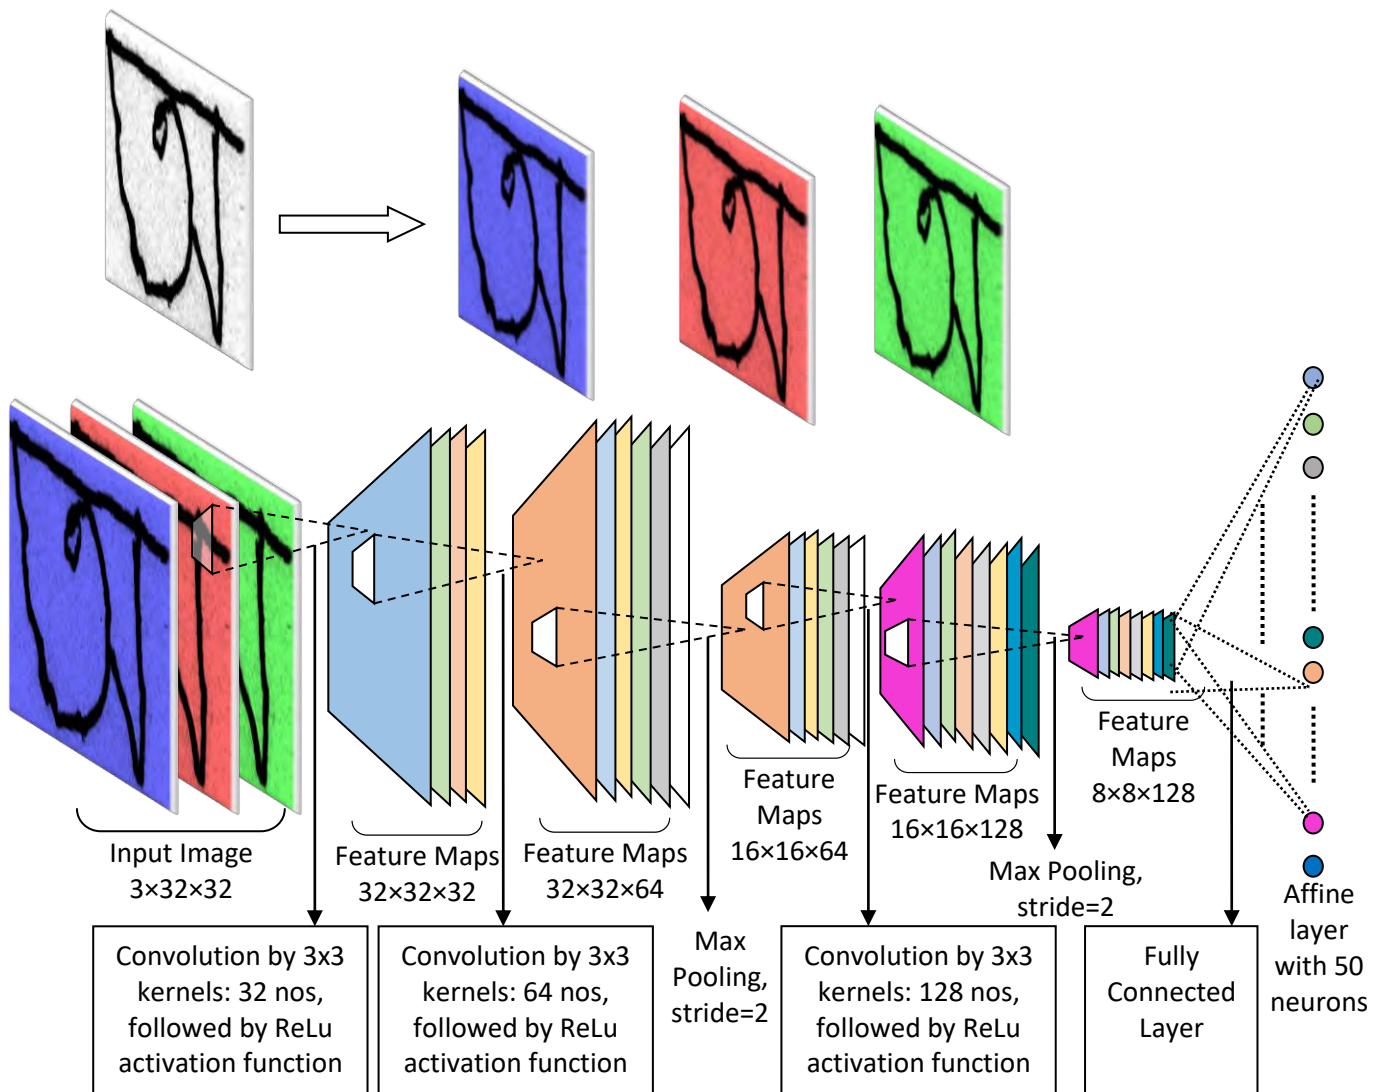 Input Image
3×32×32
Feature Maps
32×32×32
Feature Maps
32×32×64
Feature
Maps
16×16×64
Feature Maps
16×16×128
Feature
Maps
8×8×128
Max Pooling,
stride=2
Affine
layer
with 50
neurons
Convolution by 3x3
kernels: 32 nos,
followed by ReLu
activation function
Convolution by 3x3
kernels: 64 nos,
followed by ReLu
activation function
Max
Pooling,
stride=2
Convolution by 3x3
kernels: 128 nos,
followed by ReLu
activation function
Fully
Connected
Layer